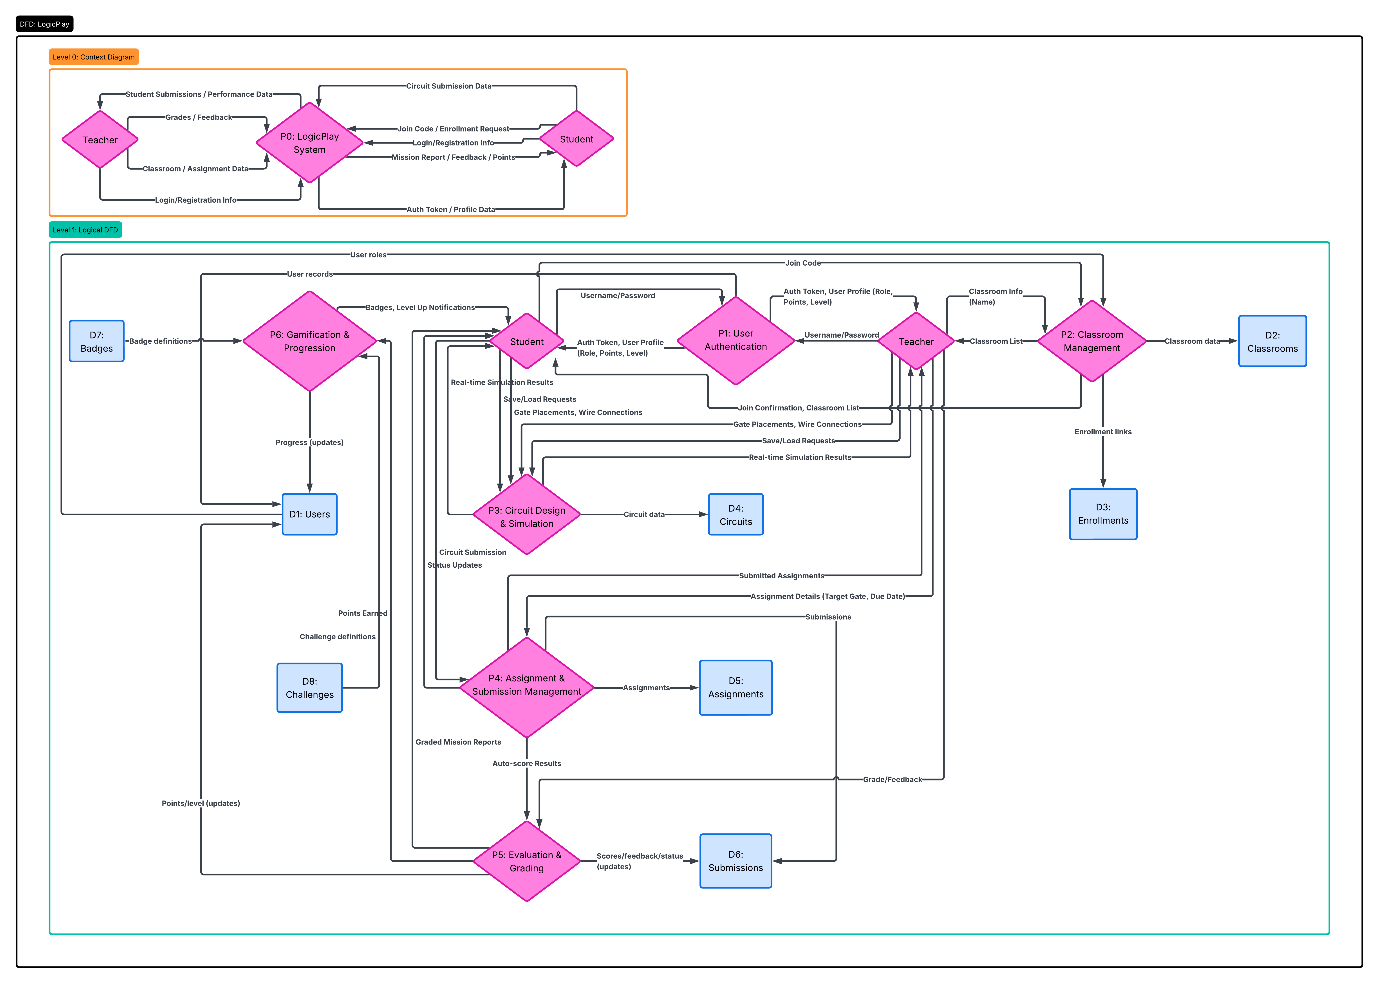 DFD: LogicPlay
Level 0: Context Diagram
Circuit Submission Data
Student Submissions / Performance Data
Grades / Feedback
Join Code / Enrollment Request
Teacher
P0: LogicPlay
System
Student
Login/Registration Info
Mission Report / Feedback / Points
Classroom / Assignment Data
Login/Registration Info
Auth Token / Profile Data
Level 1: Logical DFD
User roles
Join Code
User records
Username/Password
Auth Token, User Profile (Role,
Points, Level)
Classroom Info
(Name)
Badges, Level Up Notifications
D7:
Badges
Badge definitions
P6: Gamification &
Progression
Student
Auth Token, User Profile
(Role, Points, Level)
P1: User
Authentication
Username/Password
Teacher
Classroom List
P2: Classroom
Management
Classroom data
D2:
Classrooms
Real-time Simulation Results
Save/Load Requests
Gate Placements, Wire Connections
Join Confirmation, Classroom List
Gate Placements, Wire Connections
Enrollment links
Progress (updates)
Save/Load Requests
Real-time Simulation Results
D1: Users
P3: Circuit Design
& Simulation
Circuit data
D4:
Circuits
D3:
Enrollments
Circuit Submission
Status Updates
Submitted Assignments
Assignment Details (Target Gate, Due Date)
Points Earned
Submissions
Challenge definitions
D8:
Challenges
P4: Assignment &
Submission Management
Assignments
D5:
Assignments
Graded Mission Reports
Auto-score Results
Grade/Feedback
Points/level (updates)
P5: Evaluation &
Grading
Scores/feedback/status
(updates)
D6:
Submissions